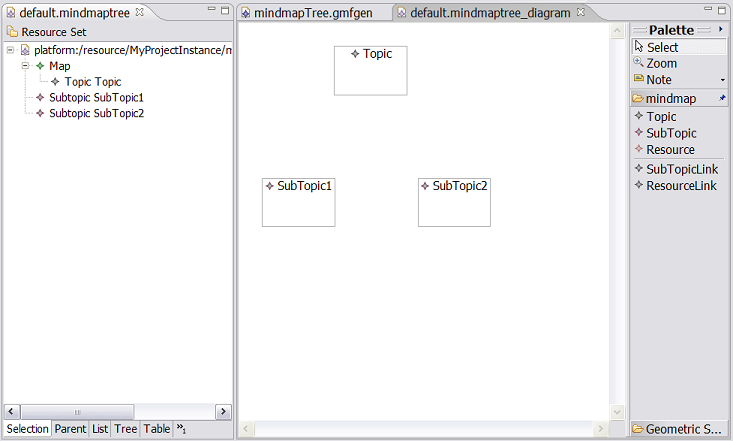 default.mindmaptree
Resource Set
platform:/resource/MyProjectInstance/m
Map
Topic Topic
Subtopic SubTopic1
Subtopic SubTopic2
Selection Parent List Tree Table »1
mindmapTree.gmfgen
default.mindmaptree_diagram
Topic
SubTopic1
SubTopic2
Palette
Select
Zoom
Note
mindmap
Topic
SubTopic
Resource
SubTopicLink
ResourceLink
Geometric S...